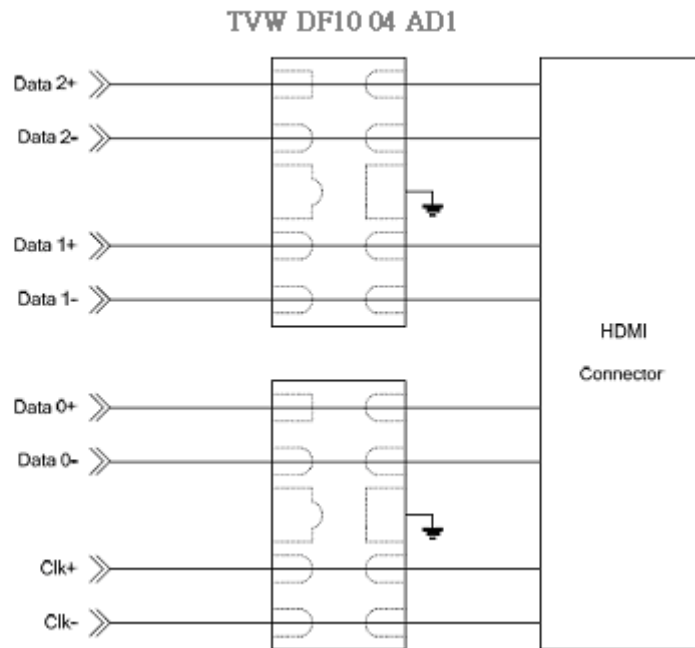 TVW DF10 04 AD1
Data 2+
Data 2-
Data 1+
Data 1-
HDMI
Connector
Data 0+
Data 0-
Clk+
Clk-